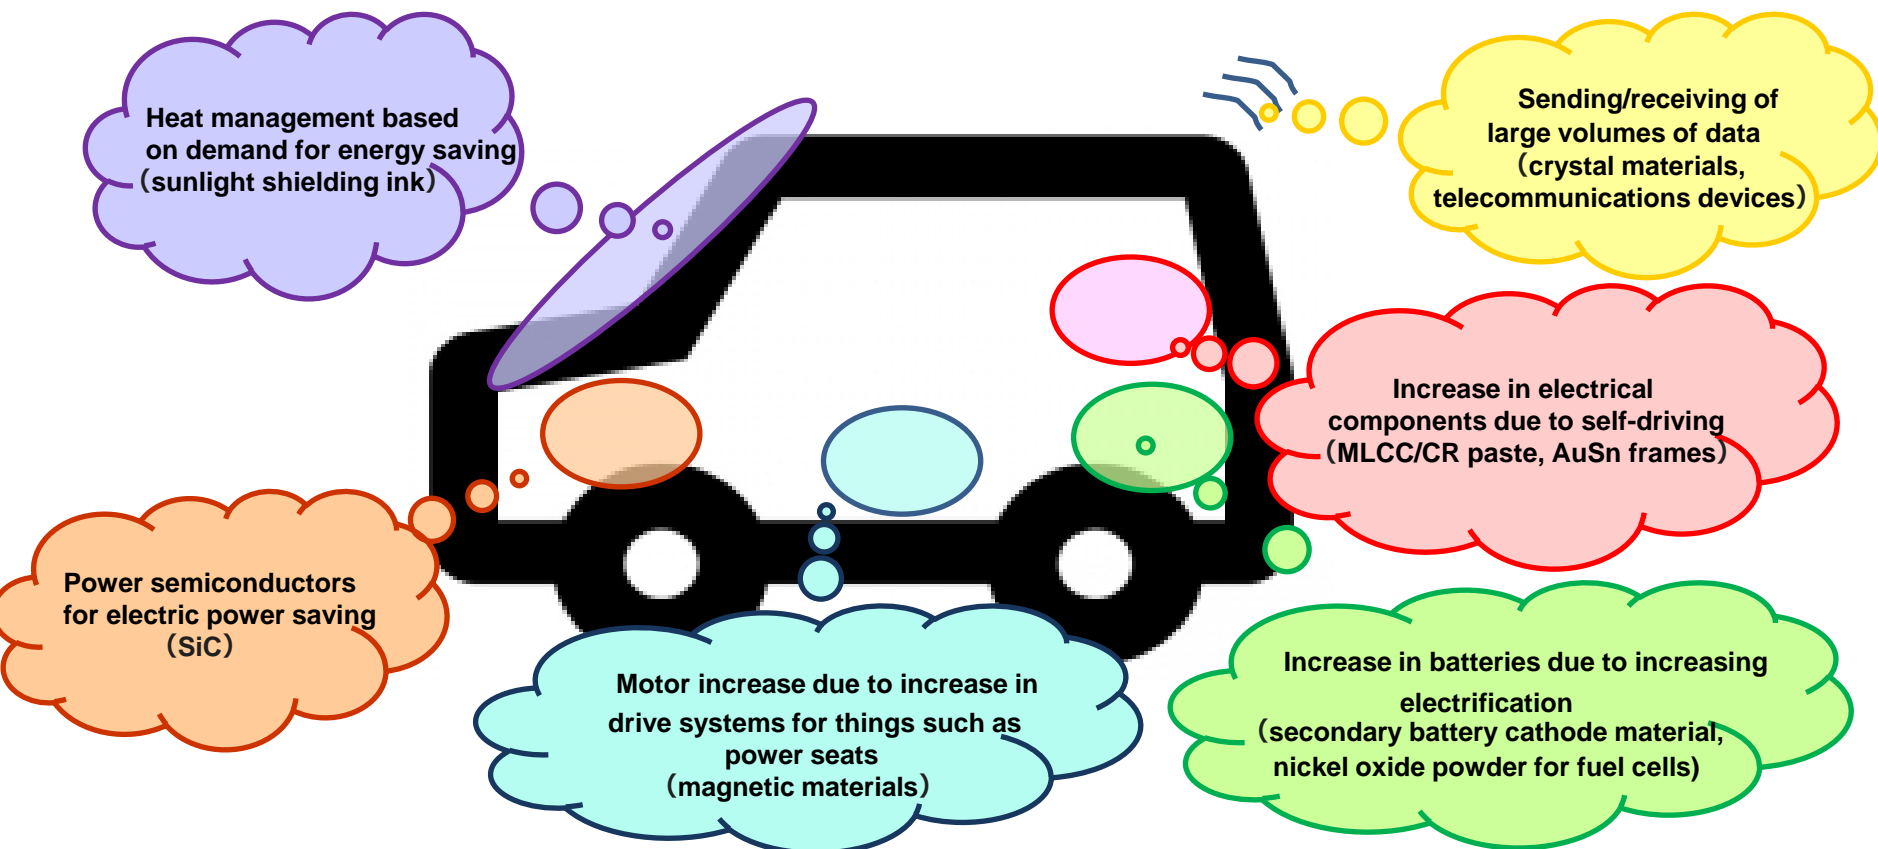 Heat management based
on demand for energy saving
（sunlight shielding ink）
Sending/receiving of
large volumes of data
（crystal materials,
telecommunications devices）
Increase in electrical
components due to self-driving
（MLCC/CR paste, AuSn frames）
Power semiconductors
for electric power saving
（SiC）
Motor increase due to increase in
drive systems for things such as
power seats
（magnetic materials）
Increase in batteries due to increasing
electrification
（secondary battery cathode material,
nickel oxide powder for fuel cells)